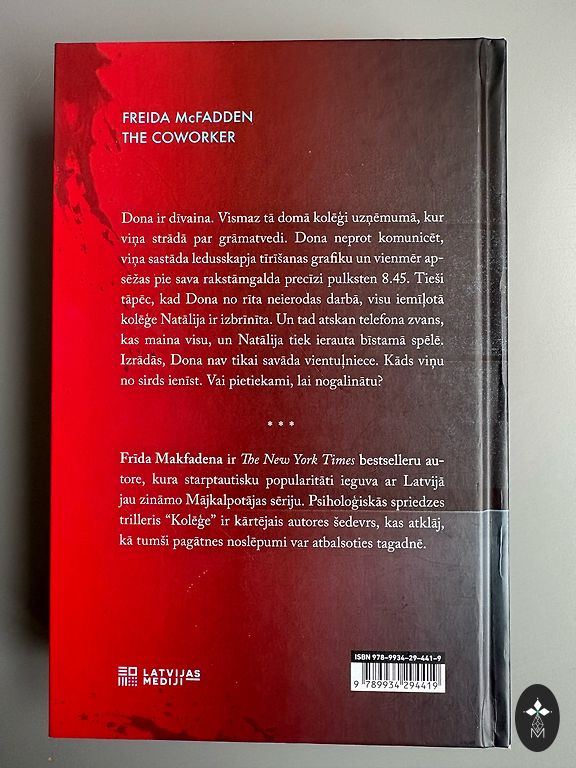 FREIDA McFADDEN
THE COWORKER
Dona ir dīvaina. Vismaz tā domā kolēģi uzņēmumā, kur
viņa strādā par grāmatvedi. Dona neprot komunicēt,
viņa sastāda ledusskapja tīrīšanas grafiku un vienmēr ap-
sēžas pie sava rakstāmgalda precīzi pulksten 8.45. Tieši
tāpēc, kad Dona no rīta neierodas darbā, visu iemīļotā
kolēģe Natālija ir izbrīnīta. Un tad atskan telefona zvans,
kas maina visu, un Natālija tiek ierauta bīstamā spēlē.
Izrādās, Dona nav tikai savāda vientuļniece. Kāds viņu
no sirds ienīst. Vai pietiekami, lai nogalinātu?
* * *
Frīda Makfadena ir The New York Times bestselleru au-
tore, kura starptautisku popularitāti ieguva ar Latvijā
jau zināmo Mājkalpotājas sēriju. Psiholoģiskās spriedzes
trilleris “Kolēģe” ir kārtējais autores šedevrs, kas atklāj,
kā tumši pagātnes noslēpumi var atbalsoties tagadnē.
ISBN 978-9934-29-441-9
9 789934 294419
LATVIJAS
MEDIJI
M